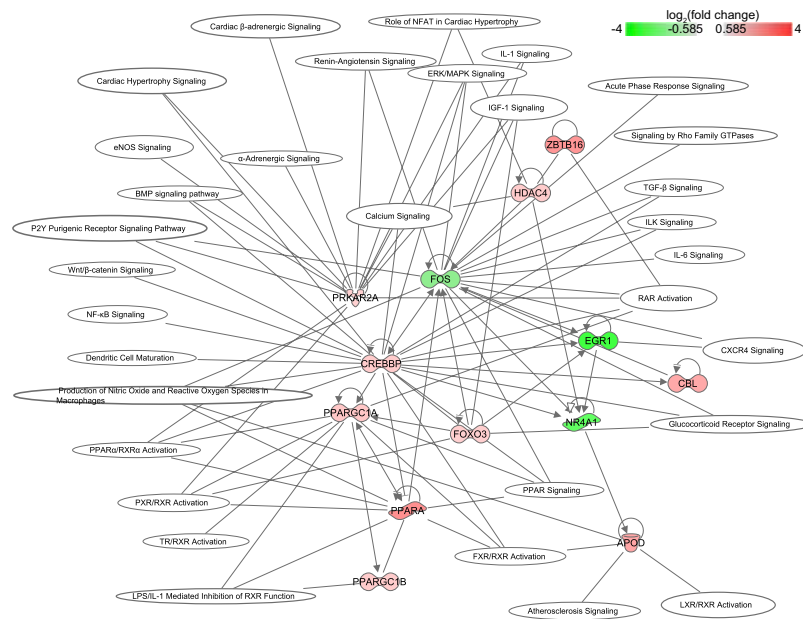 Cardiac β-adrenergic Signaling
Role of NFAT in Cardiac Hypertrophy
log2(fold change)
-4 -0.585 0.585 4
Renin-Angiotensin Signaling
IL-1 Signaling
ERK/MAPK Signaling
Cardiac Hypertrophy Signaling
Acute Phase Response Signaling
IGF-1 Signaling
Signaling by Rho Family GTPases
eNOS Signaling
ZBTB16
α-Adrenergic Signaling
BMP signaling pathway
HDAC4
TGF-β Signaling
Calcium Signaling
ILK Signaling
P2Y Purigenic Receptor Signaling Pathway
IL-6 Signaling
Wnt/β-catenin Signaling
FOS
PRKAR2A
RAR Activation
NF-κB Signaling
EGR1
CXCR4 Signaling
Dendritic Cell Maturation
CREBBP
CBL
Production of Nitric Oxide and Reactive Oxygen Species in
Macrophages
PPARGC1A
NR4A1
Glucocorticoid Receptor Signaling
FOXO3
PPARα/RXRα Activation
PPAR Signaling
PXR/RXR Activation
PPARA
TR/RXR Activation
APOD
FXR/RXR Activation
PPARGC1B
LPS/IL-1 Mediated Inhibition of RXR Function
LXR/RXR Activation
Atherosclerosis Signaling